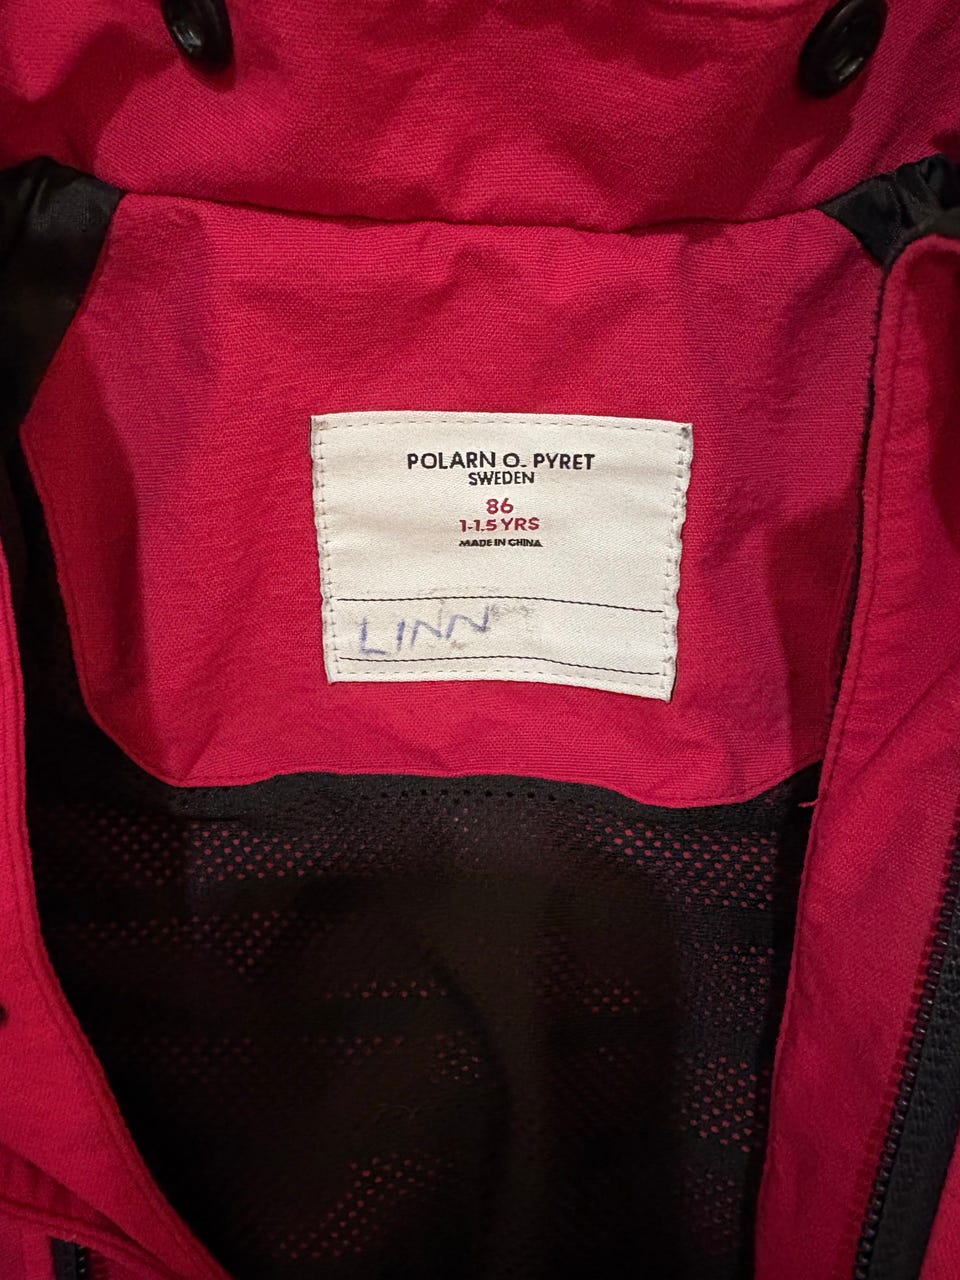 POLARN O. PYRET
SWEDEN
86
1-1.5 YRS
MADE IN CHINA
LINN